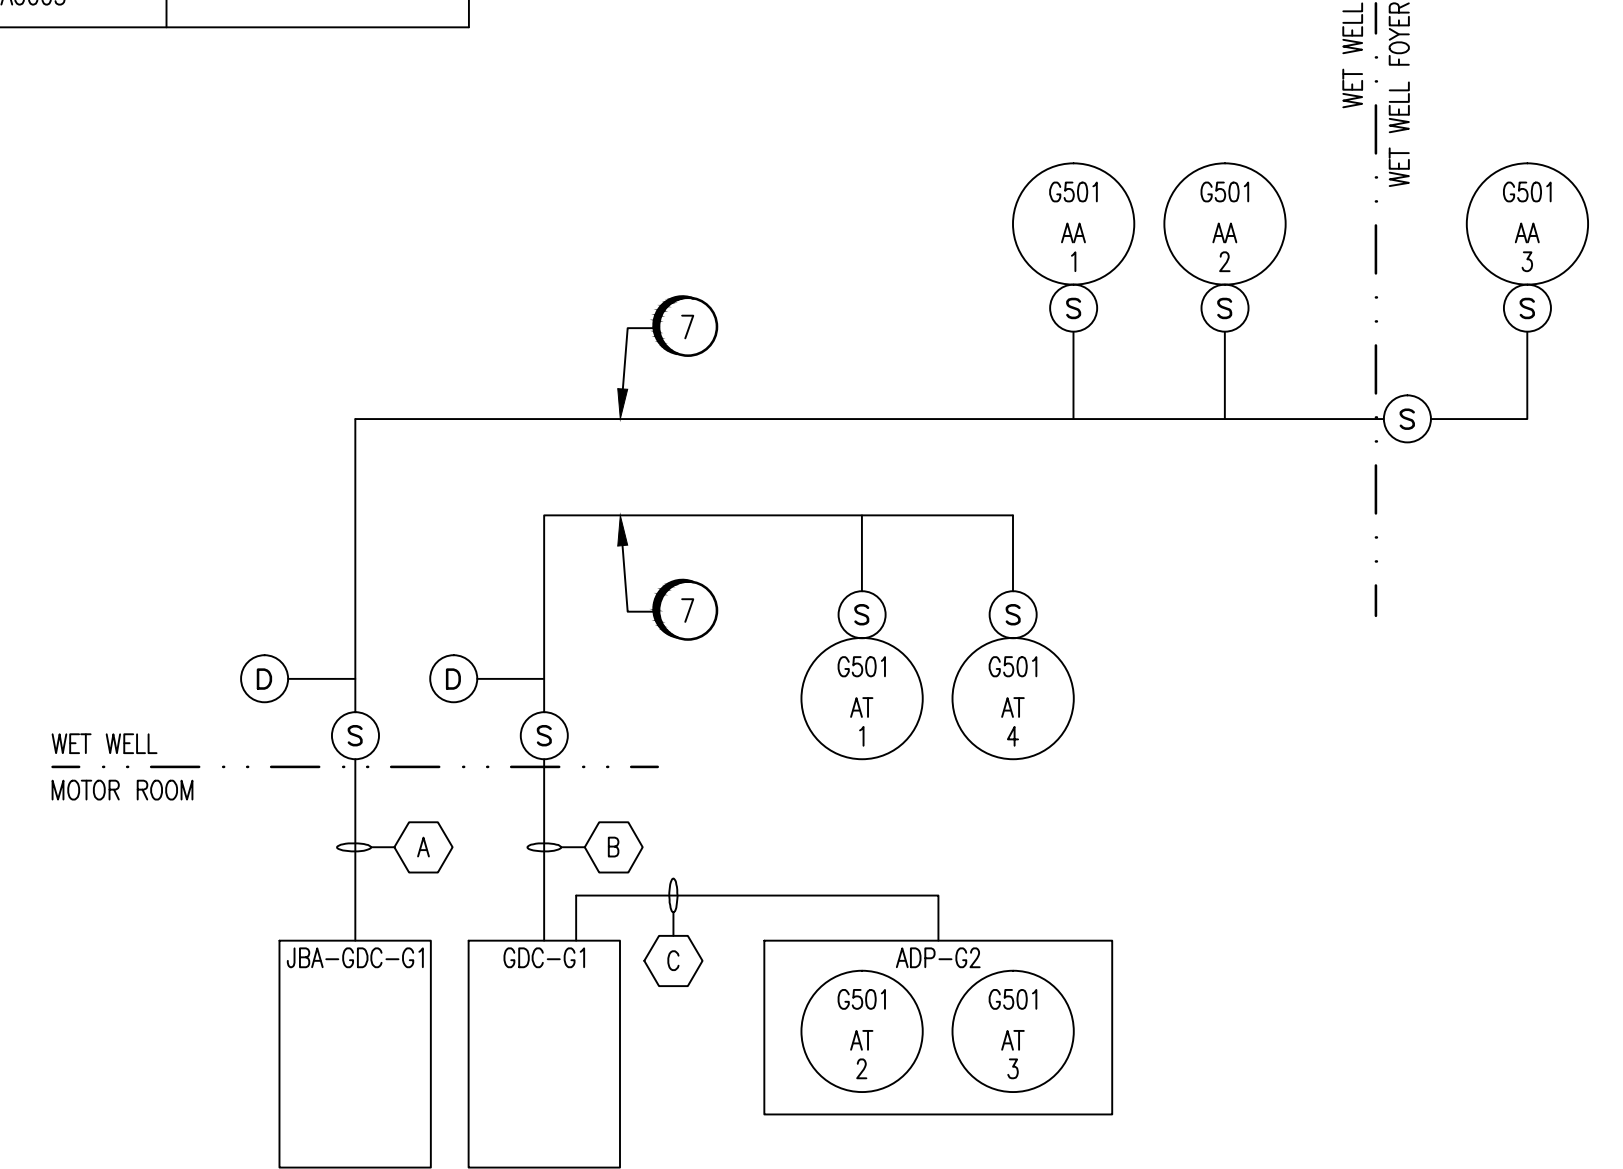 WET WELL
WET WELL FOYER
G501
AA
1
G501
AA
2
G501
AA
3
S
S
S
7
S
7
S
S
G501
AT
1
G501
AT
4
D
D
S
S
WET WELL
MOTOR ROOM
A
B
C
JBA-GDC-G1
GDC-G1
ADP-G2
G501
AT
2
G501
AT
3